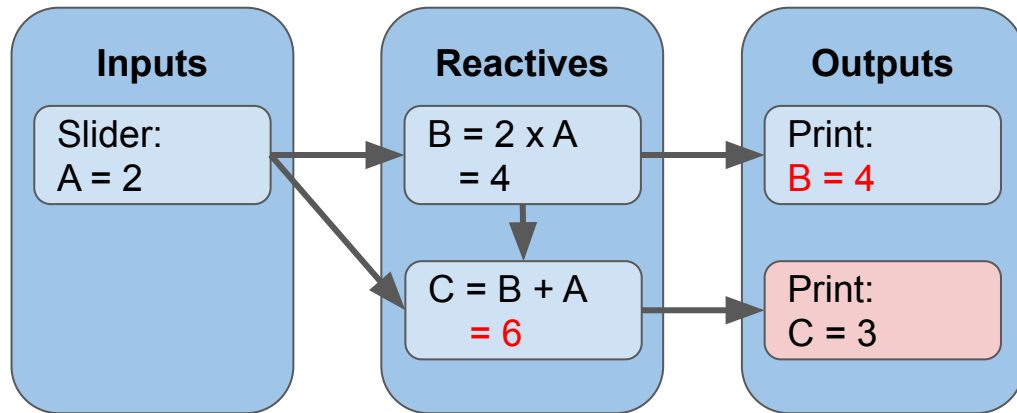 Inputs
Slider:
A = 2
Reactives
B = 2 x A
= 4
C = B + A
= 6
Outputs
Print:
B = 4
Print:
C = 3